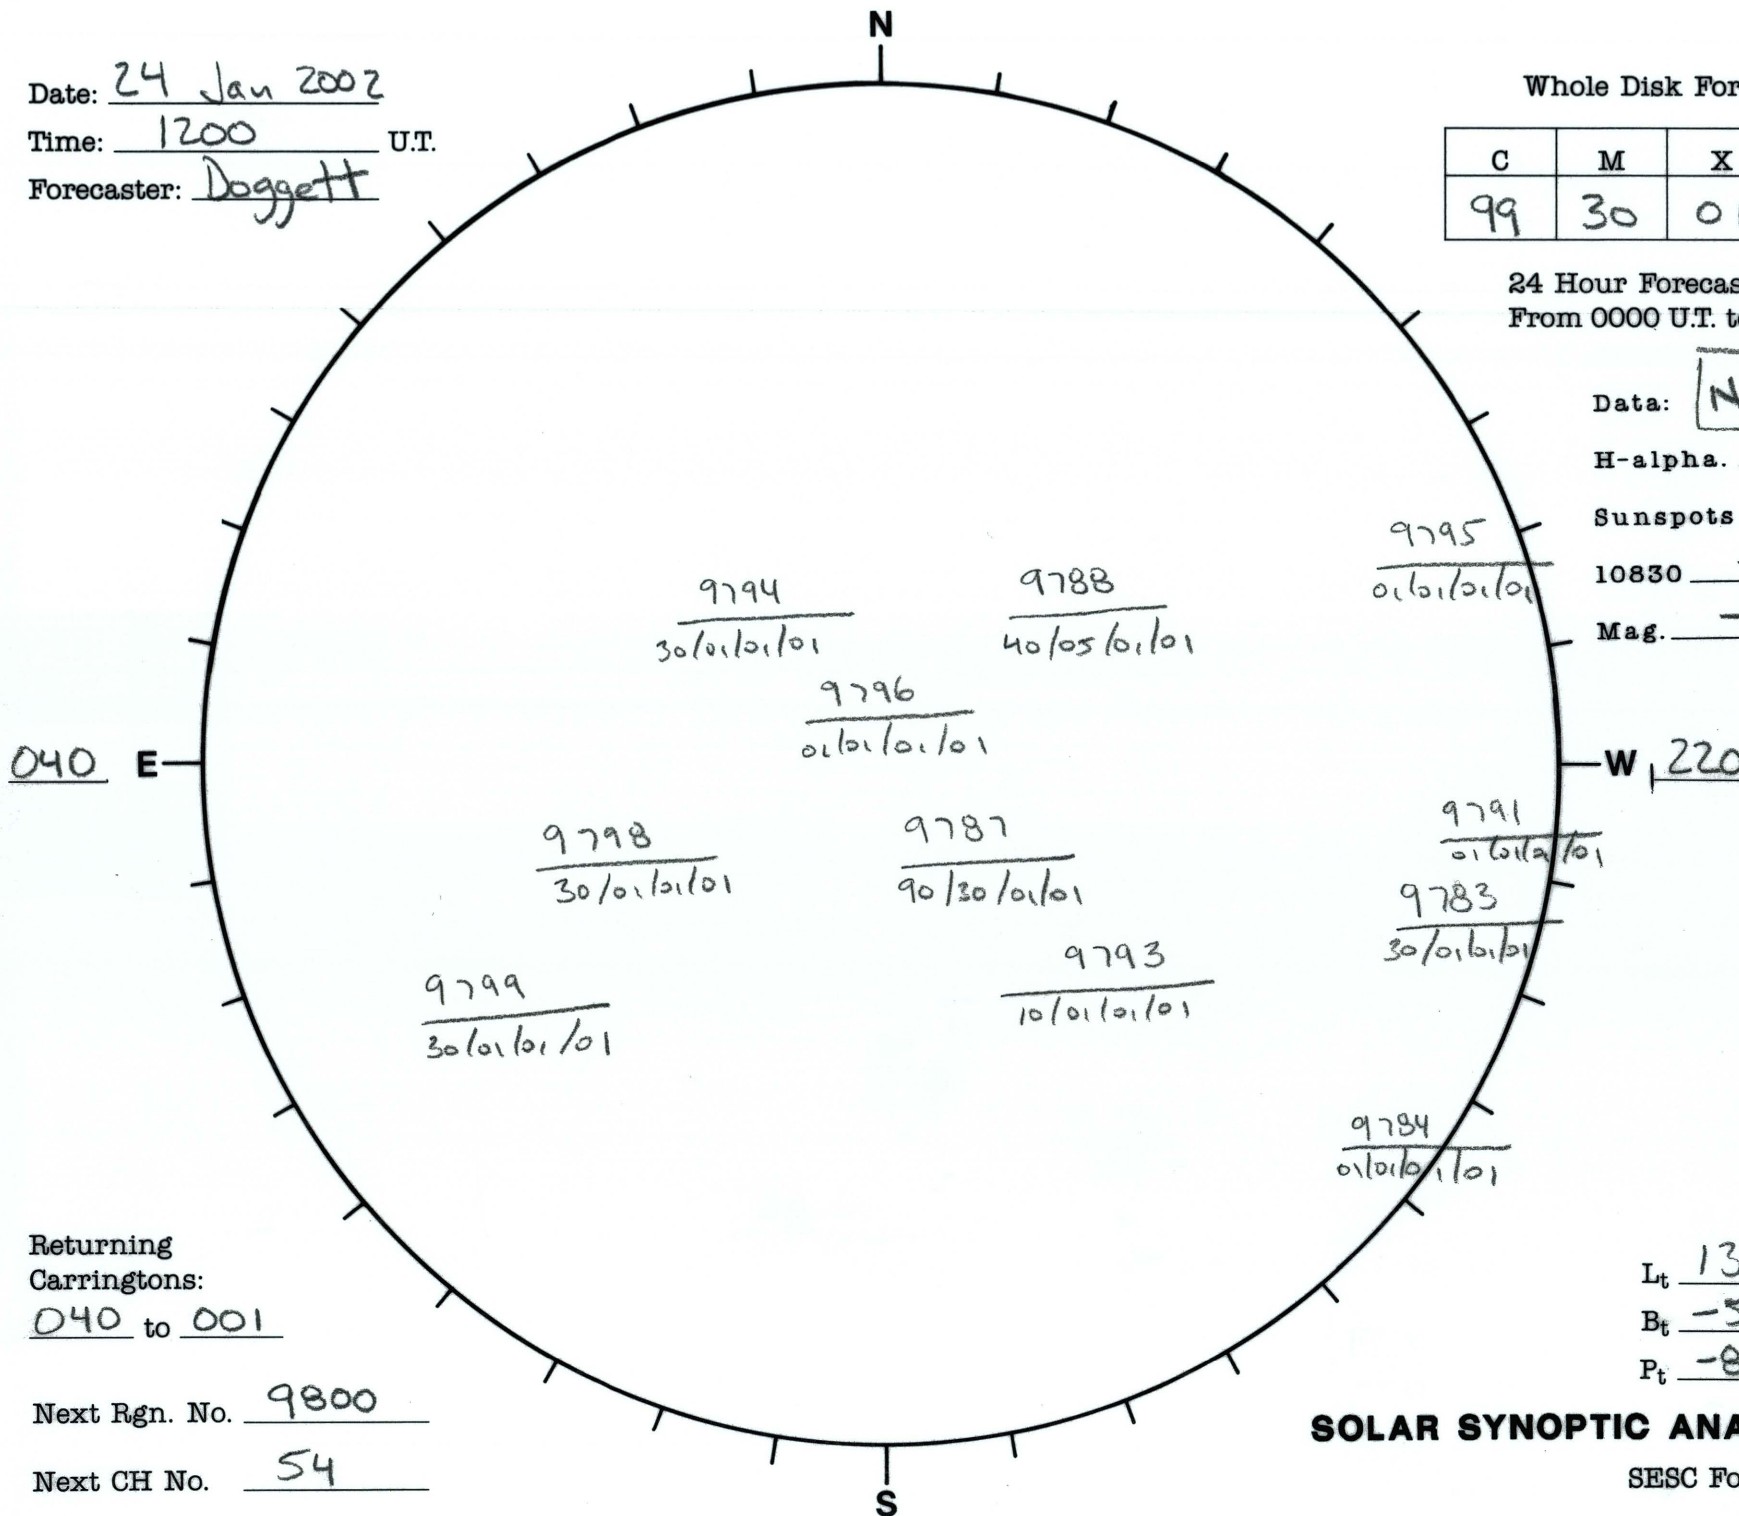 N
Date: 24 Jan 2002
Time: 1200 U.T.
Forecaster: Doggett
Whole Disk For
C M X
99 30 0
24 Hour Forecas
From 0000 U.T. t
Data: N
H-alpha.
Sunspots
10830
Mag.
9795
01/01/01/01
9794
30/01/01/01
9788
40/05/01/01
9796
01/01/01/01
040 E
W 220
9791
01/01/01/01
9798
30/01/01/01
9787
90/30/01/01
9783
30/01/01/01
9793
10/01/01/01
9799
30/01/01/01
9784
01/01/01/01
Returning
Carringtons:
040 to 001
Next Rgn. No. 9800
Next CH No. 54
Lt 13
Bt -5
Pt -8
SOLAR SYNOPTIC ANA
SESC Fo
S